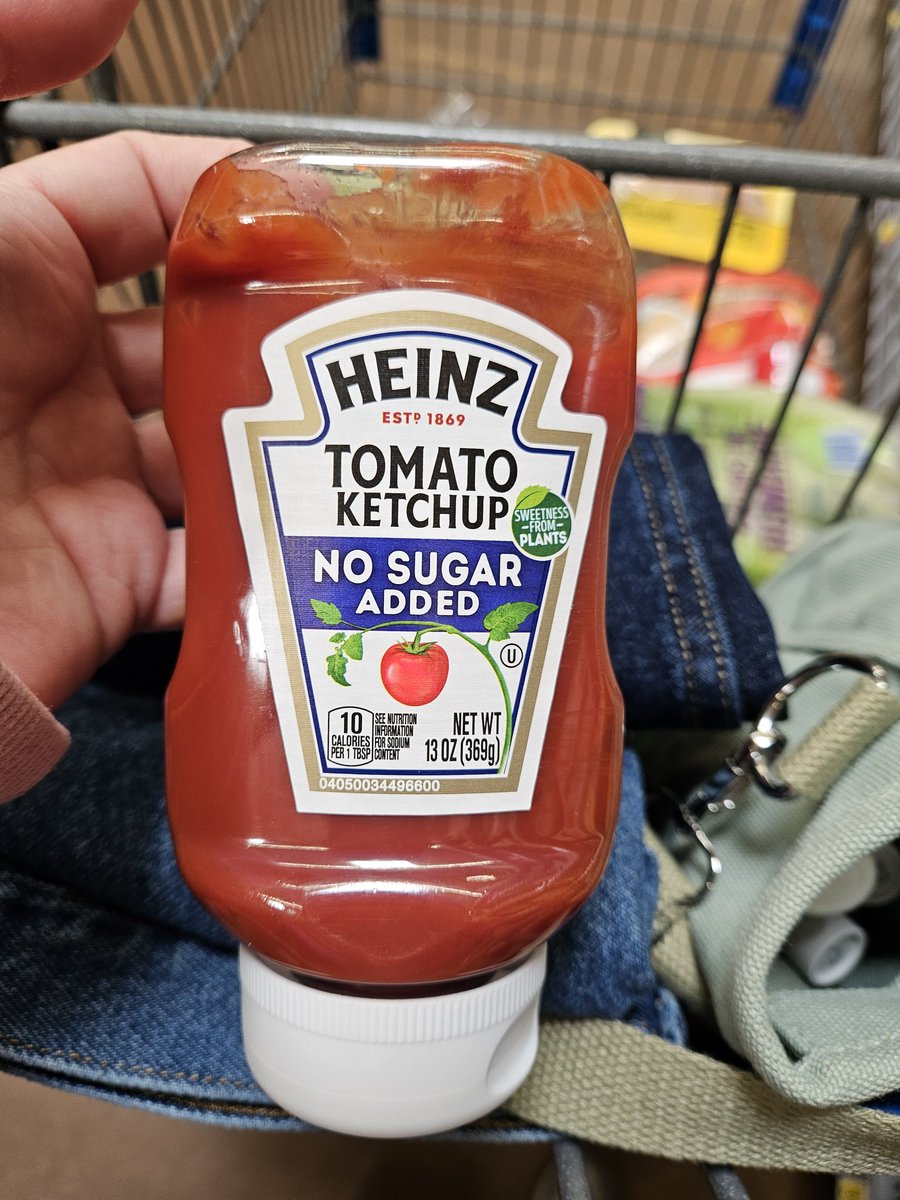 HEINZ
ESTD 1869
TOMATO
KETCHUP
SWEETNESS
-FROM-
PLANTS
NO SUGAR
ADDED
U
10
CALORIES
PER 1 TBSP
SEE NUTRITION
INFORMATION
FOR SODIUM
CONTENT
NET WT
13 OZ (369g)
04050034496600